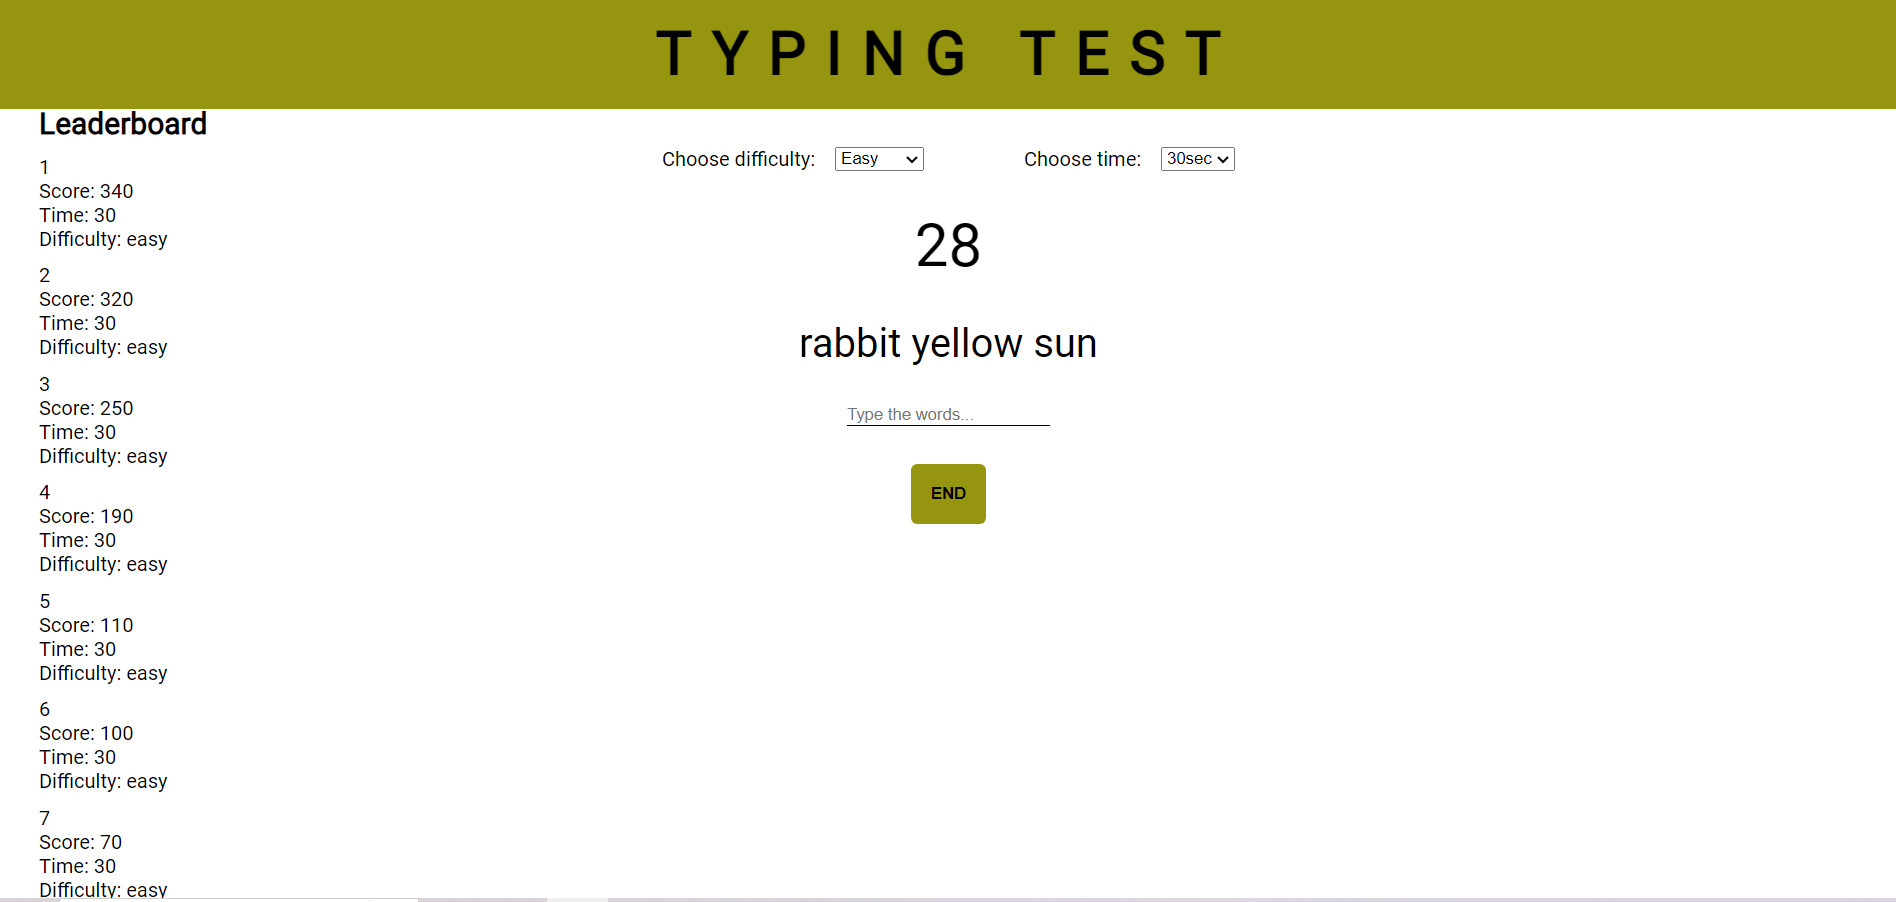 TYPING TEST
Leaderboard
1
Score: 340
Time: 30
Difficulty: easy
2
Score: 320
Time: 30
Difficulty: easy
3
Score: 250
Time: 30
Difficulty: easy
4
Score: 190
Time: 30
Difficulty: easy
5
Score: 110
Time: 30
Difficulty: easy
6
Score: 100
Time: 30
Difficulty: easy
7
Score: 70
Time: 30
Difficulty: easy
Choose difficulty: Easy Choose time: 30sec
28
rabbit yellow sun
Type the words...
END